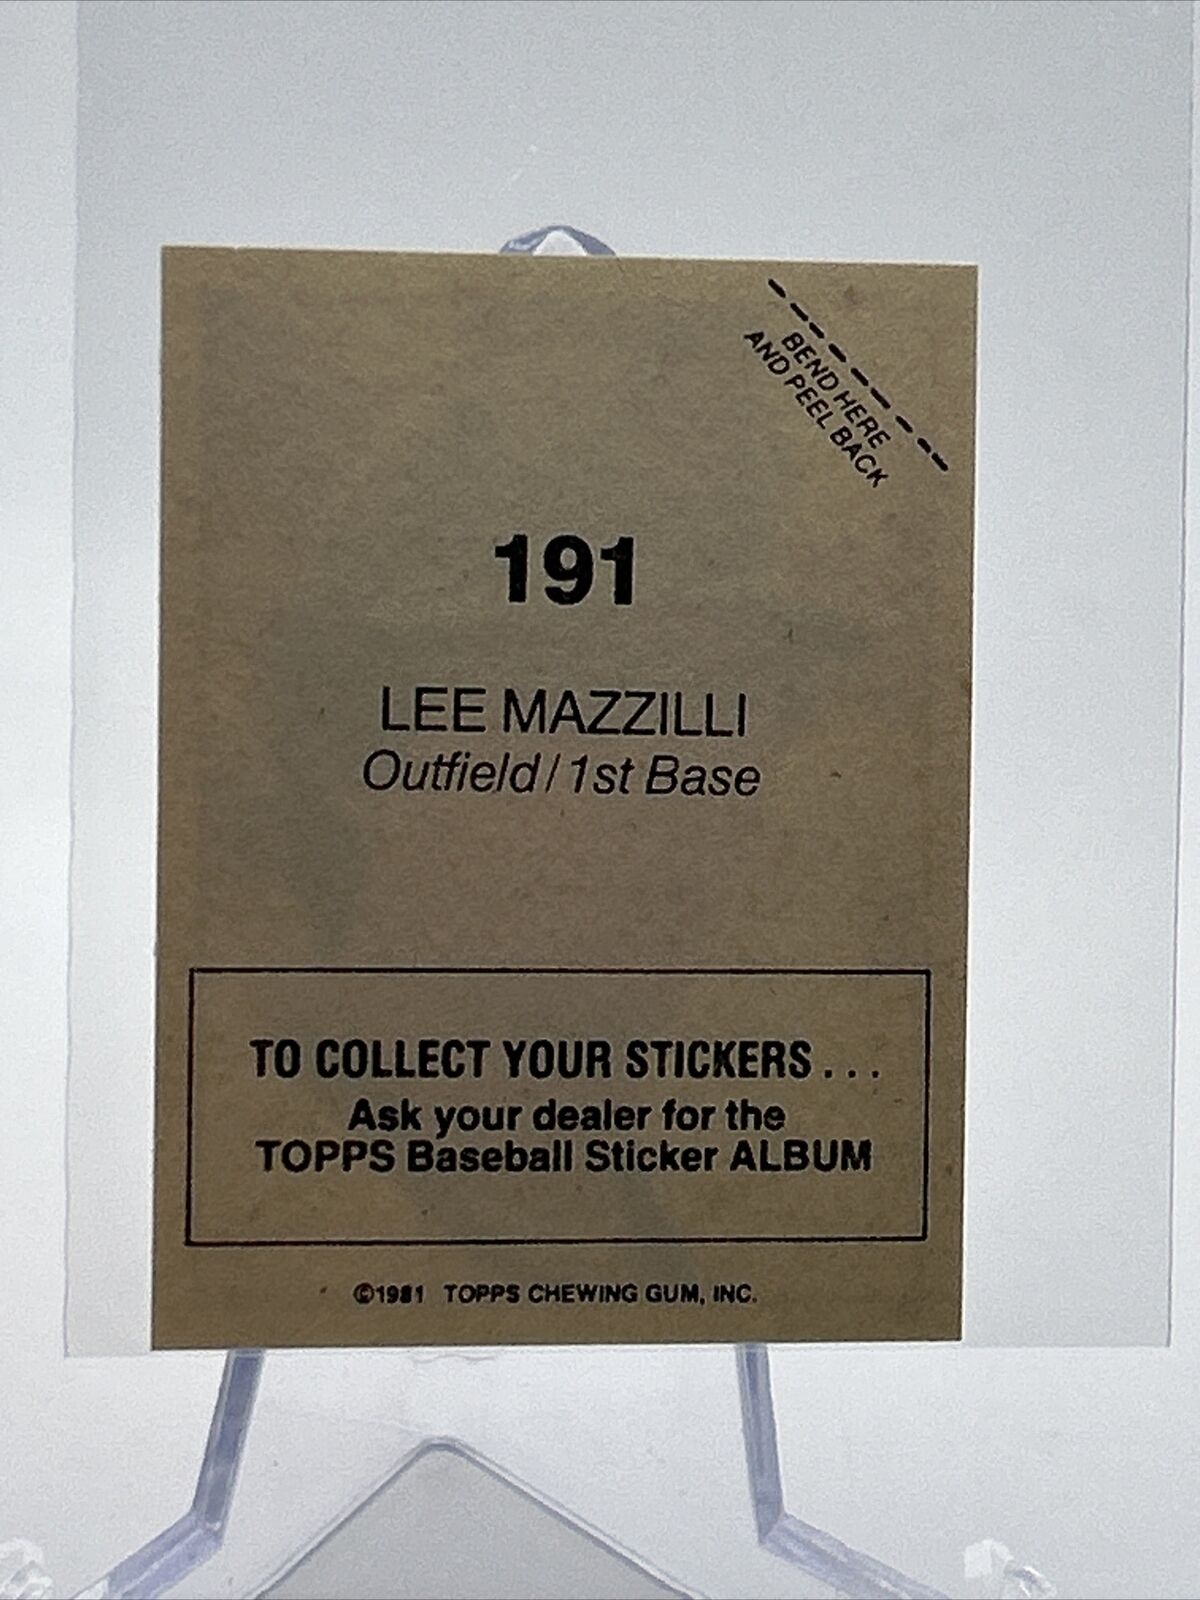 BEND HERE
AND PEEL BACK
191
LEE MAZZILLI
Outfield / 1st Base
TO COLLECT YOUR STICKERS . . .
Ask your dealer for the
TOPPS Baseball Sticker ALBUM
©1981 TOPPS CHEWING GUM, INC.